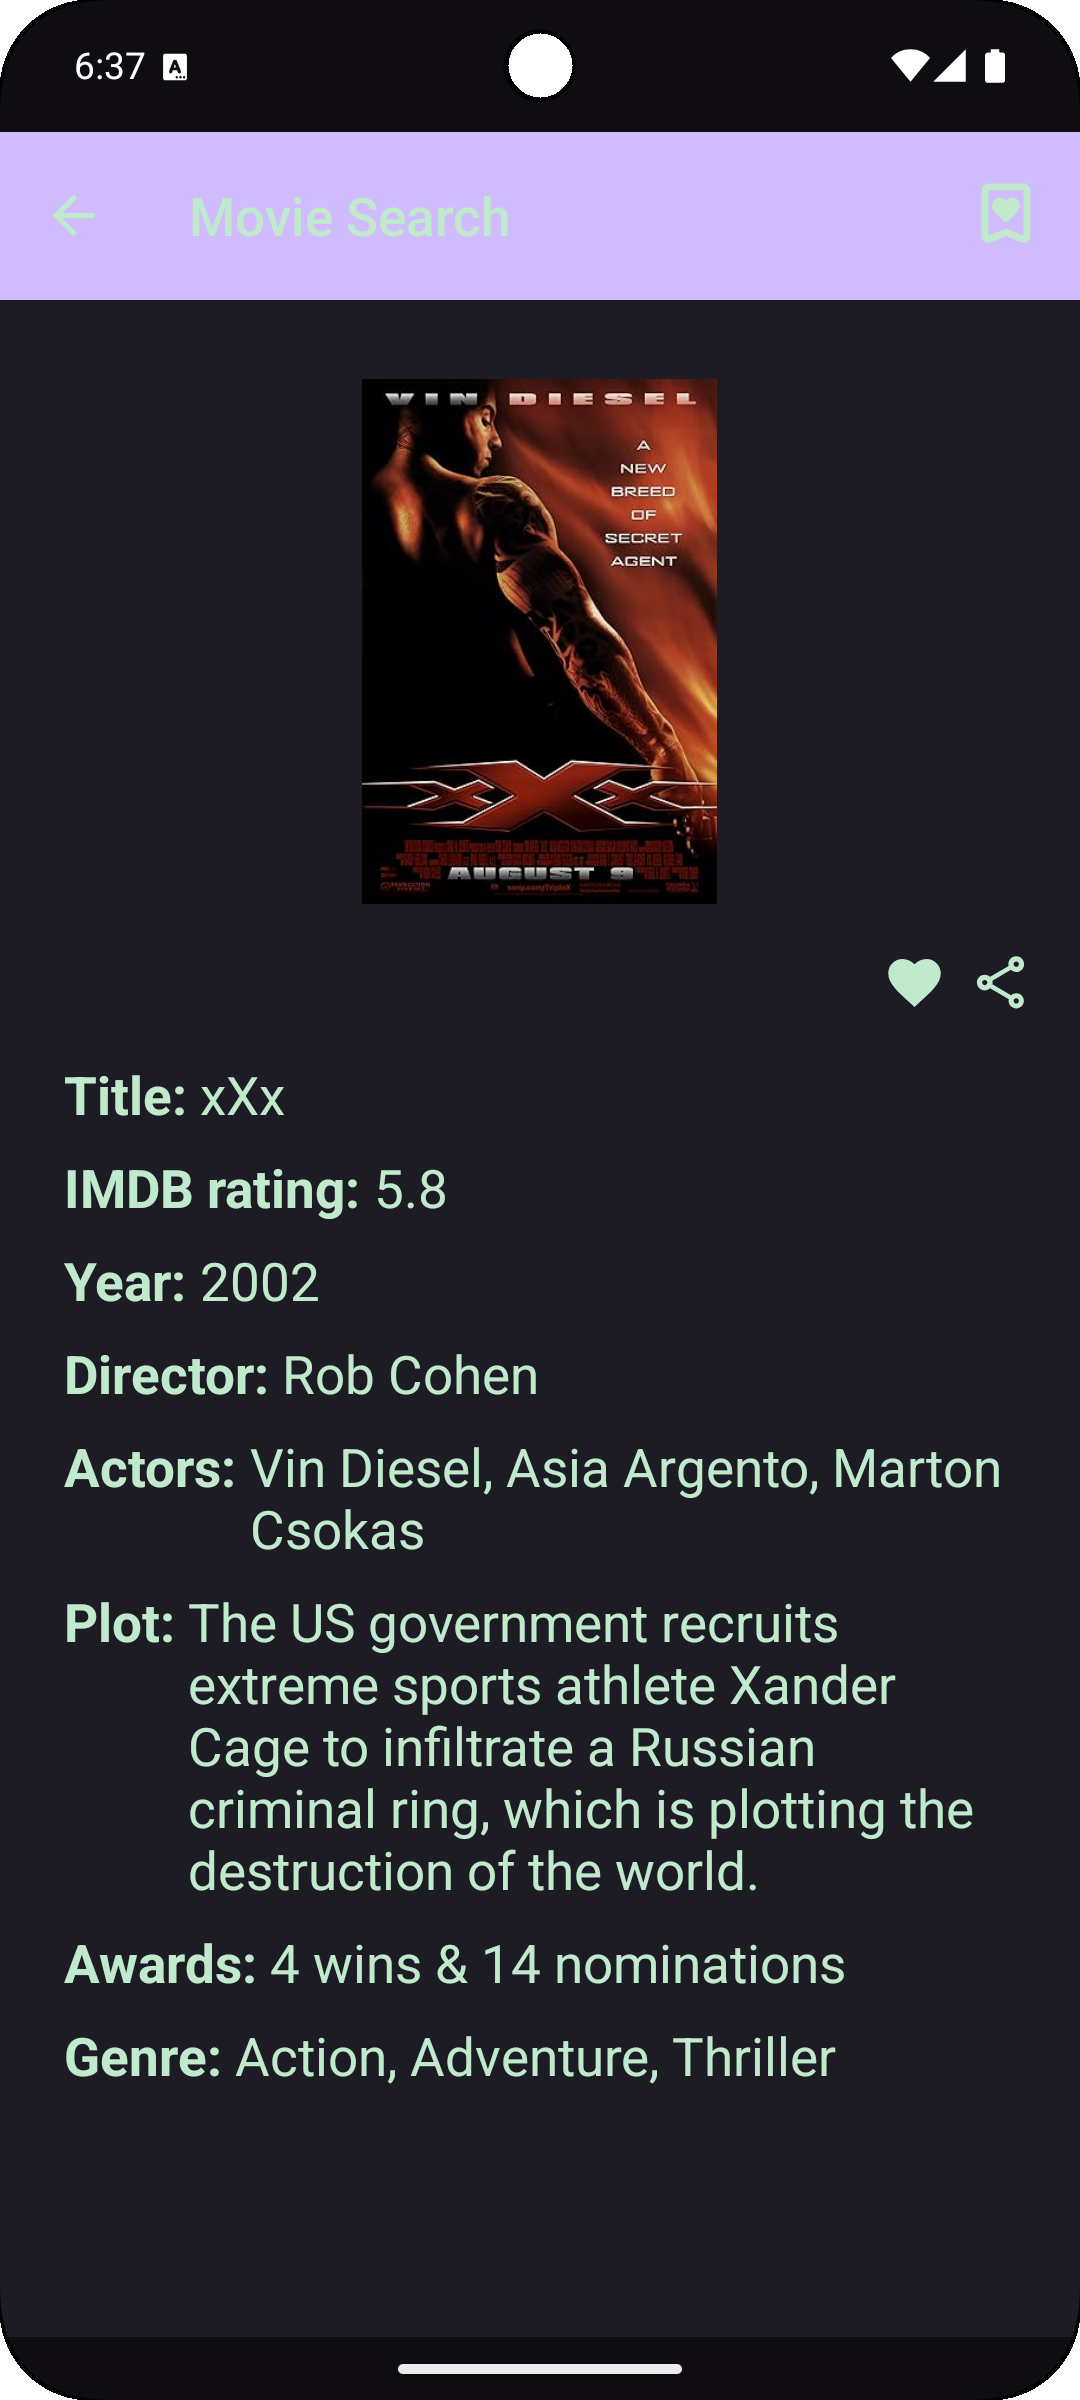 6:37
Movie Search
VIN DIESEL
A
NEW
BREED
OF
SECRET
AGENT
xXx
AUGUST 9
sony.com/TripleX
Title: xXx
IMDB rating: 5.8
Year: 2002
Director: Rob Cohen
Actors: Vin Diesel, Asia Argento, Marton
Csokas
Plot: The US government recruits
extreme sports athlete Xander
Cage to infiltrate a Russian
criminal ring, which is plotting the
destruction of the world.
Awards: 4 wins & 14 nominations
Genre: Action, Adventure, Thriller